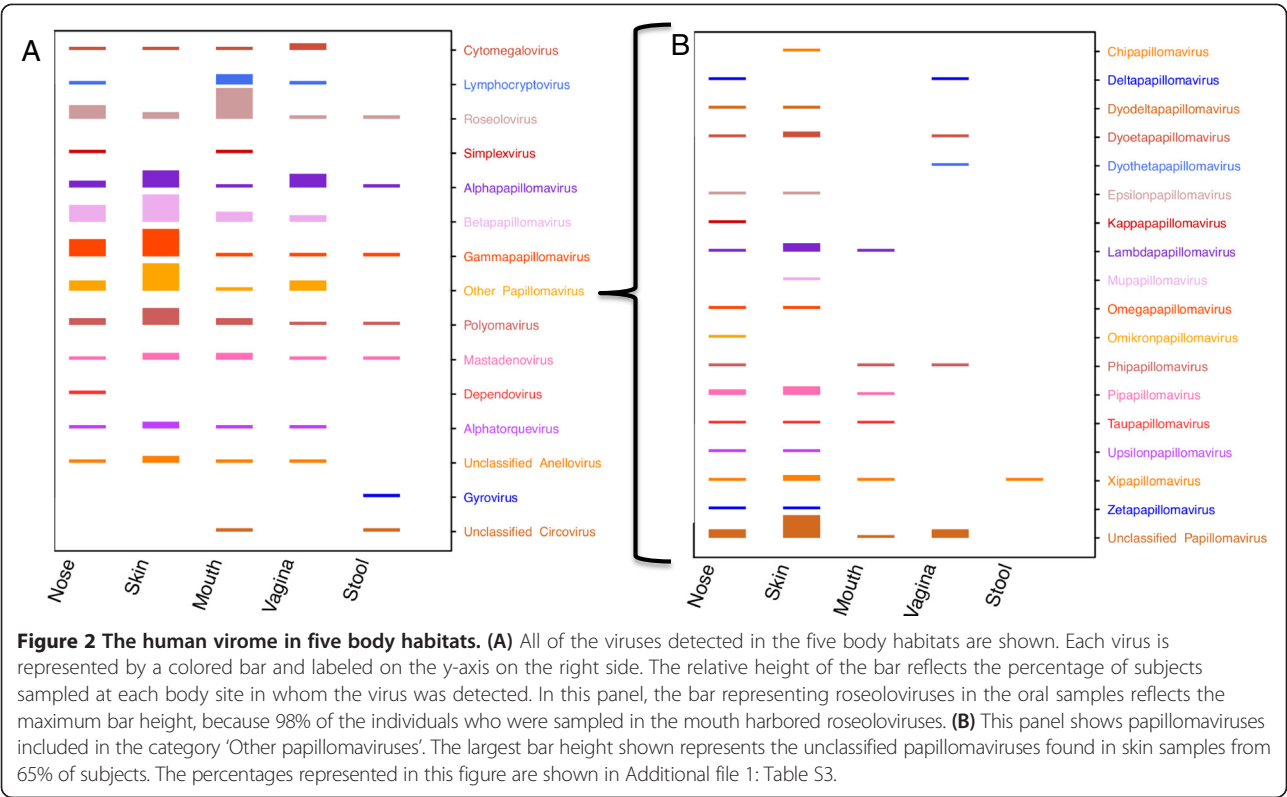 A
Cytomegalovirus
Lymphocryptovirus
Roseolovirus
Simplexvirus
Alphapapillomavirus
Betapapillomavirus
Gammapapillomavirus
Other Papillomavirus
Polyomavirus
Mastadenovirus
Dependovirus
Alphatorquevirus
Unclassified Anellovirus
Gyrovirus
Unclassified Circovirus
Nose
Skin
Mouth
Vagina
Stool
B
Chipapillomavirus
Deltapapillomavirus
Dyodeltapapillomavirus
Dyoetapapillomavirus
Dyothetapapillomavirus
Epsilonpapillomavirus
Kappapapillomavirus
Lambdapapillomavirus
Mupapillomavirus
Omegapapillomavirus
Omikronpapillomavirus
Phipapillomavirus
Pipapillomavirus
Taupapillomavirus
Upsilonpapillomavirus
Xipapillomavirus
Zetapapillomavirus
Unclassified Papillomavirus
Nose
Skin
Mouth
Vagina
Stool
Figure 2 The human virome in five body habitats. (A) All of the viruses detected in the five body habitats are shown. Each virus is
represented by a colored bar and labeled on the y-axis on the right side. The relative height of the bar reflects the percentage of subjects
sampled at each body site in whom the virus was detected. In this panel, the bar representing roseoloviruses in the oral samples reflects the
maximum bar height, because 98% of the individuals who were sampled in the mouth harbored roseoloviruses. (B) This panel shows papillomaviruses
included in the category ‘Other papillomaviruses’. The largest bar height shown represents the unclassified papillomaviruses found in skin samples from
65% of subjects. The percentages represented in this figure are shown in Additional file 1: Table S3.